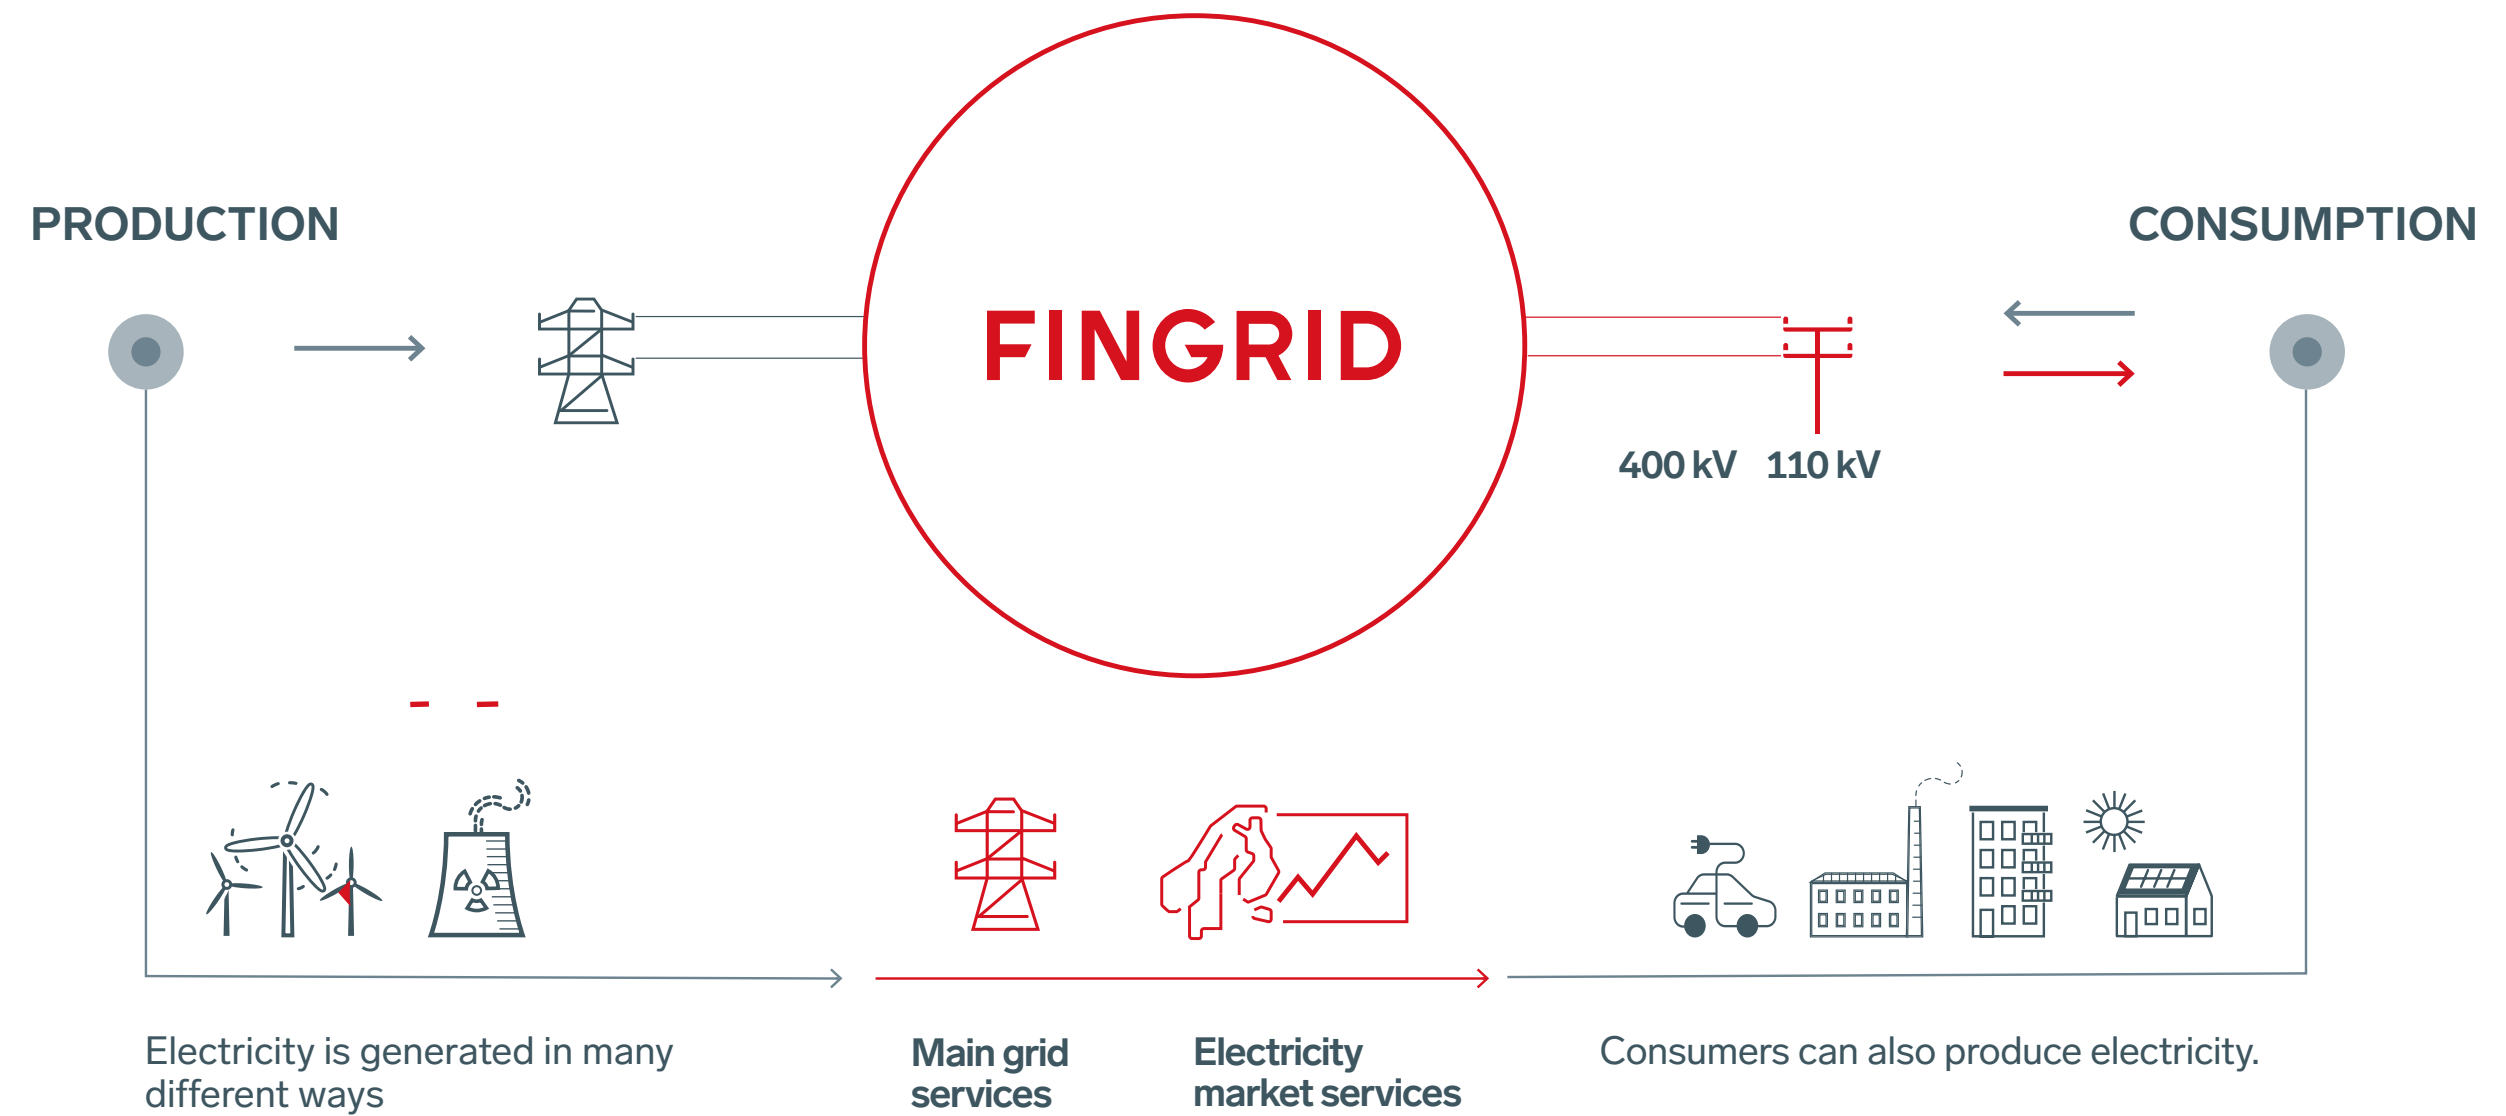 PRODUCTION
CONSUMPTION
FINGRID
400 kV 110 kV
Electricity is generated in many
different ways
Main grid
services
Electricity
market services
Consumers can also produce electricity.